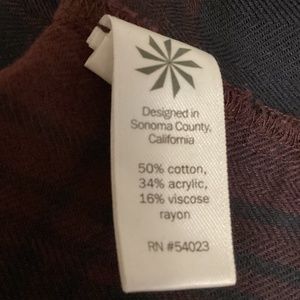 Designed in
Sonoma County,
California
50% cotton,
34% acrylic,
16% viscose
rayon
RN #54023